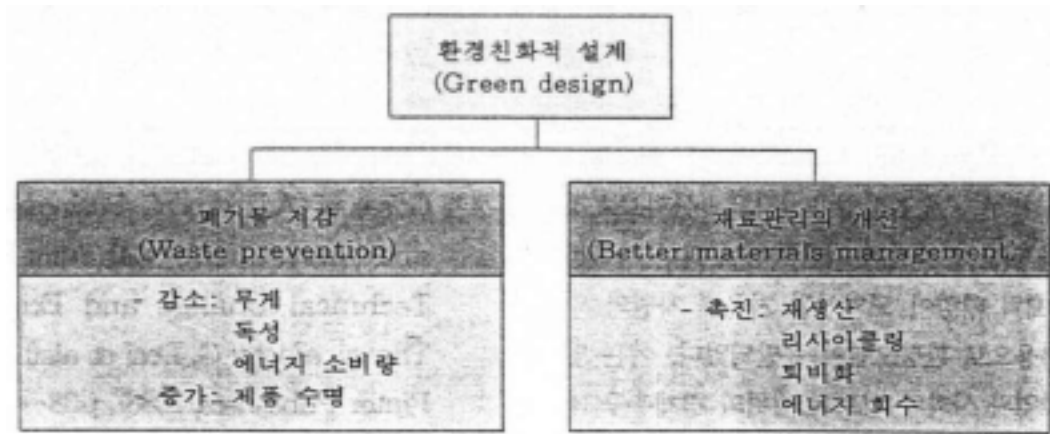 환경친화적 설계
(Green design)
폐기물 저감
(Waste prevention)
- 감소: 무게
독성
에너지 소비량
증가: 제품 수명
재료관리의 개선
(Better materials management)
- 촉진: 재생산
리사이클링
퇴비화
에너지 회수